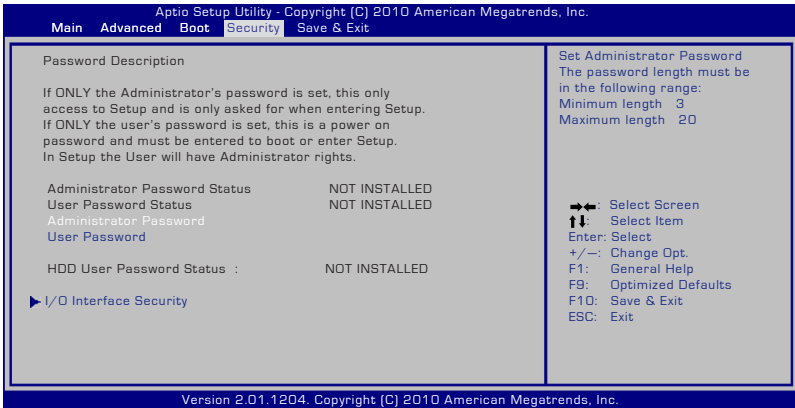 Aptio Setup Utility - Copyright (C) 2010 American Megatrends, Inc.
Main Advanced Boot Security Save & Exit
Password Description
If ONLY the Administrator's password is set, this only
access to Setup and is only asked for when entering Setup.
If ONLY the user's password is set, this is a power on
password and must be entered to boot or enter Setup.
In Setup the User will have Administrator rights.
Administrator Password Status NOT INSTALLED
User Password Status NOT INSTALLED
Administrator Password
User Password
HDD User Password Status : NOT INSTALLED
I/O Interface Security
Set Administrator Password
The password length must be
in the following range:
Minimum length 3
Maximum length 20
→←: Select Screen
↑↓: Select Item
Enter: Select
+/—: Change Opt.
F1: General Help
F9: Optimized Defaults
F10: Save & Exit
ESC: Exit
Version 2.01.1204. Copyright (C) 2010 American Megatrends, Inc.